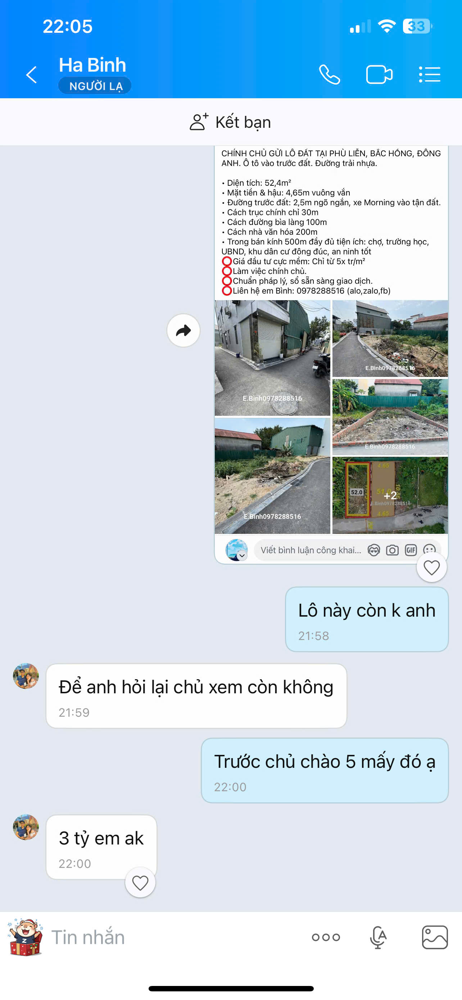 22:05
33
Ha Binh
NGƯỜI LẠ
Kết bạn
CHÍNH CHỦ GỬI LÔ ĐẤT TẠI PHÙ LIỄN, BẮC HỒNG, ĐÔNG
ANH. Ô tô vào trước đất. Đường trải nhựa.
• Diện tích: 52,4m²
• Mặt tiền & hậu: 4,65m vuông vắn
• Đường trước đất: 2,5m ngõ ngắn, xe Morning vào tận đất.
• Cách trục chính chỉ 30m
• Cách đường bìa làng 100m
• Cách nhà văn hóa 200m
• Trong bán kính 500m đầy đủ tiện ích: chợ, trường học,
UBND, khu dân cư đông đúc, an ninh tốt
⭕Giá đầu tư cực mềm: Chỉ từ 5x tr/m²
⭕Làm việc chính chủ.
⭕Chuẩn pháp lý, sổ sẵn sàng giao dịch.
⭕Liên hệ em Bình: 0978288516 (alo,zalo,fb)
E.Bình0978288516
E.Bình0978288516
E.Bình0978288516
E.Bình0978288516
4.65
52.0
51.0
10.86
+2
E.Bình0978288516
4.65
Viết bình luận công khai...
GIF
Lô này còn k anh
21:58
Để anh hỏi lại chủ xem còn không
21:59
Trước chủ chào 5 mấy đó ạ
22:00
3 tỷ em ak
22:00
Z
Tin nhắn
A